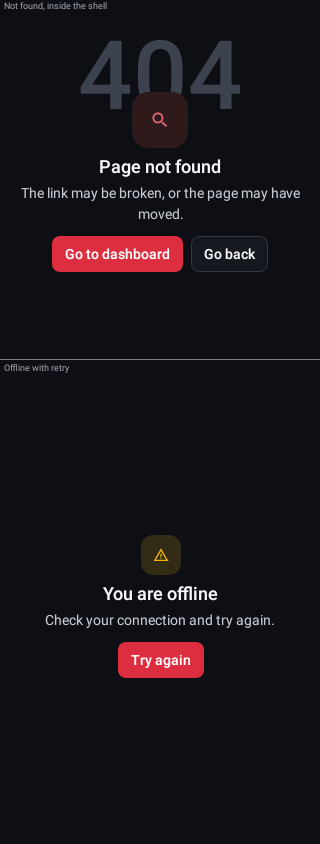 Not found, inside the shell
404
Page not found
The link may be broken, or the page may have
moved.
Go to dashboard
Go back
Offline with retry
You are offline
Check your connection and try again.
Try again